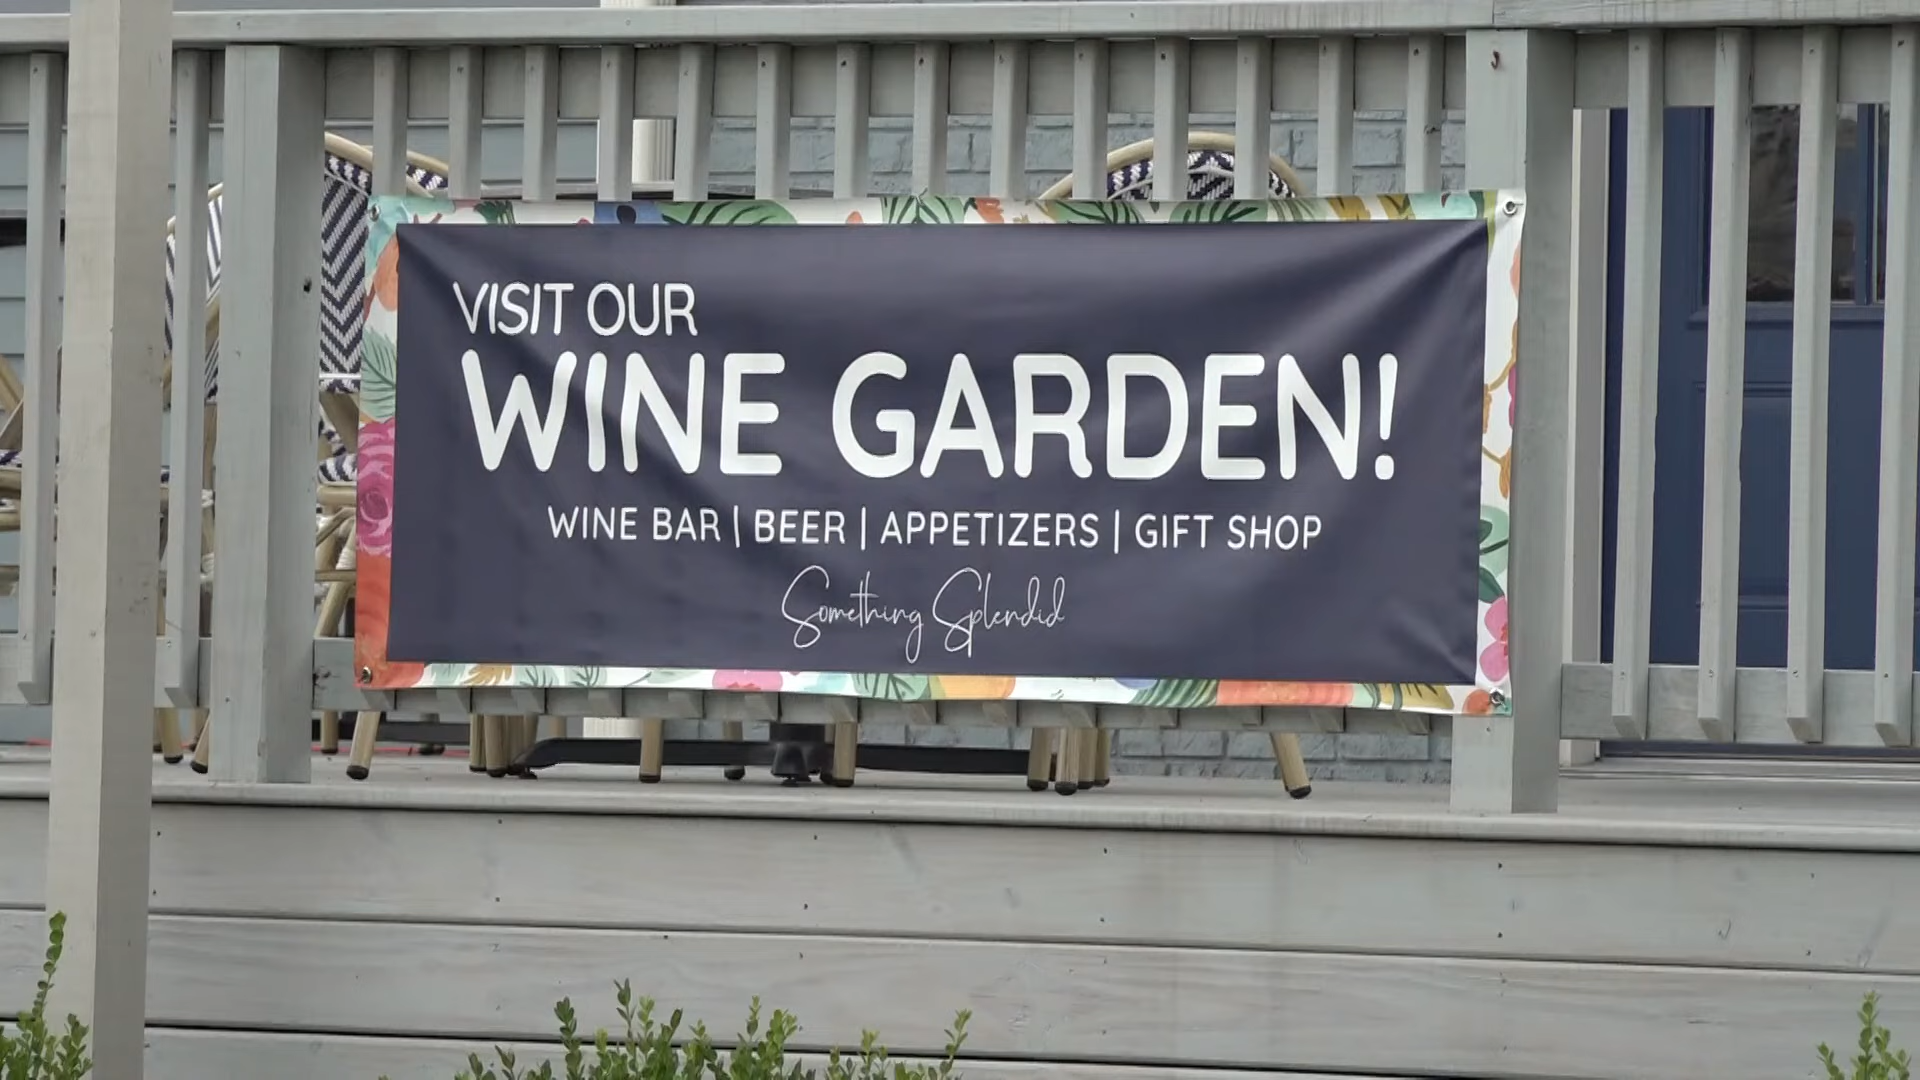 VISIT OUR
WINE GARDEN!
WINE BAR | BEER | APPETIZERS | GIFT SHOP
Something Splendid